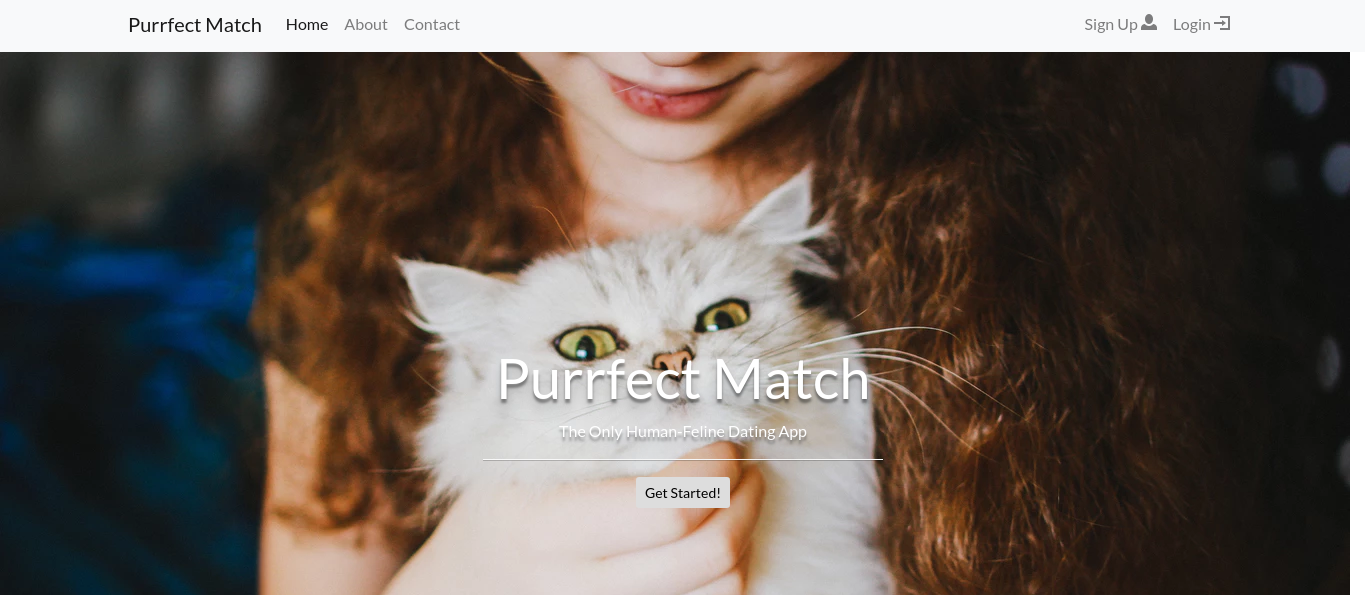 Purrfect Match Home About Contact Sign Up Login
Purrfect Match
The Only Human-Feline Dating App
Get Started!